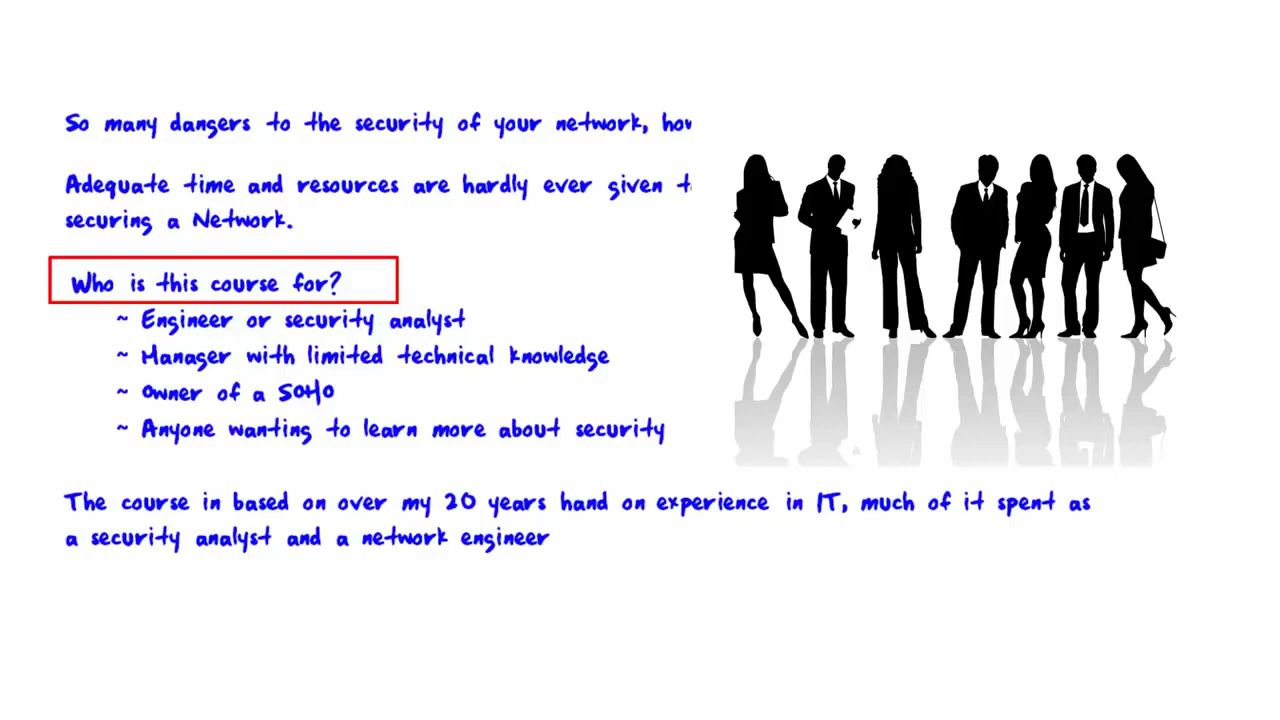 So many dangers to the security of your network,
Adequate time and resources are hardly ever given
securing a Network.
Who is this course for?
~ Engineer or security analyst
~ Manager with limited technical knowledge
~ Owner of a SOHO
~ Anyone wanting to learn more about security
The course in based on over my 20 years hand on experience in IT, much of it spent as
a security analyst and a network engineer